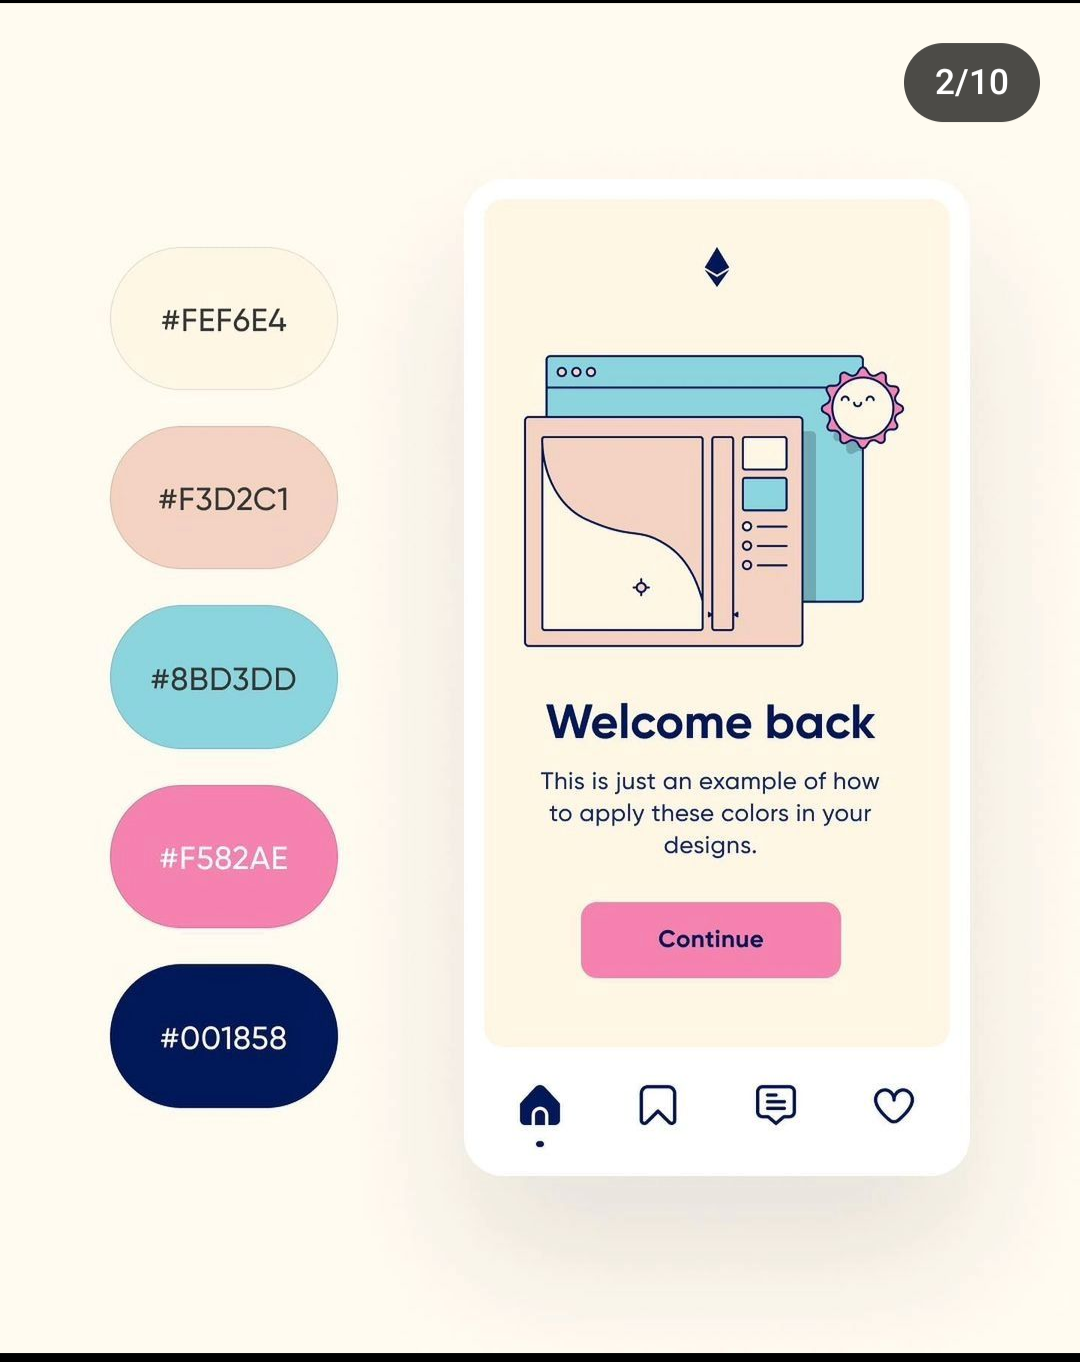 2/10
#FEF6E4
#F3D2C1
#8BD3DD
#F582AE
#001858
Welcome back
This is just an example of how
to apply these colors in your
designs.
Continue